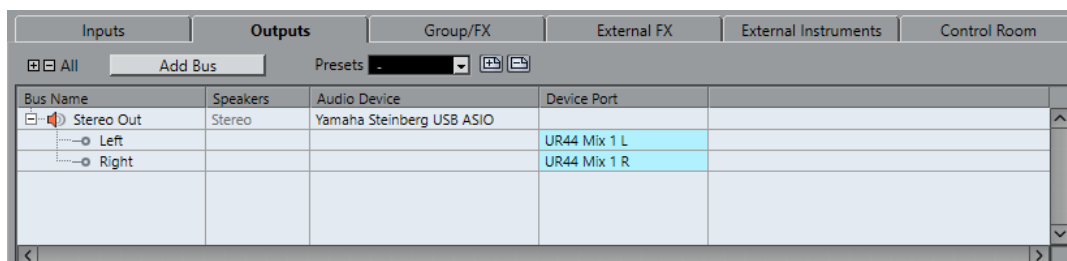 Inputs Outputs Group/FX External FX External Instruments Control Room
All Add Bus Presets -
Bus Name Speakers Audio Device Device Port
Stereo Out Stereo Yamaha Steinberg USB ASIO
Left UR44 Mix 1 L
Right UR44 Mix 1 R